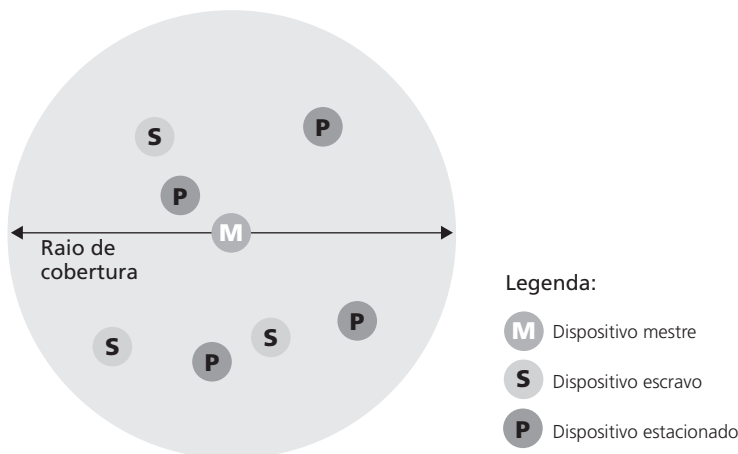 S
P
P
M
Raio de
cobertura
S
S
P
P
Legenda:
M Dispositivo mestre
S Dispositivo escravo
P Dispositivo estacionado